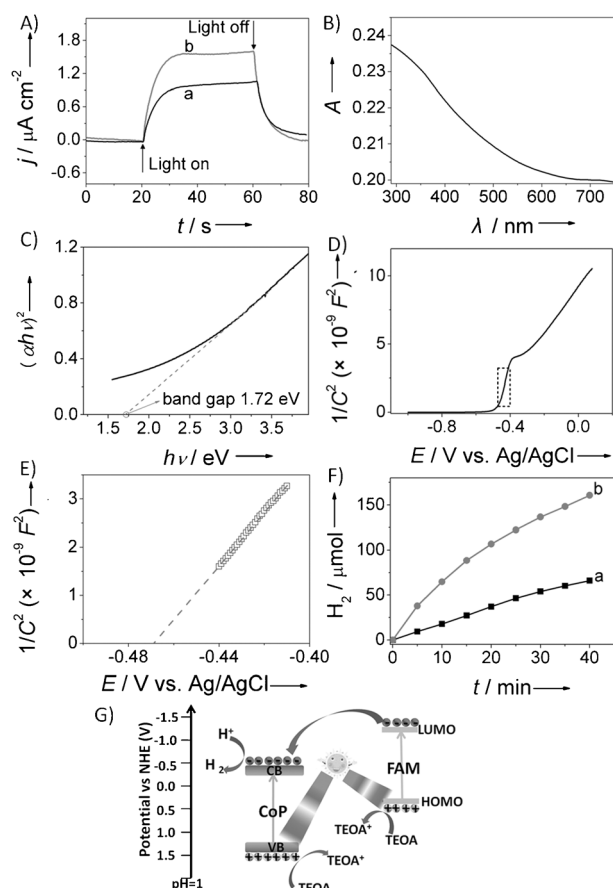 A)
Light off
b
a
Light on
j / μA cm⁻²
1.8
1.2
0.6
0.0
-0.6
0 20 40 60 80
t / s
B)
A
0.24
0.23
0.22
0.21
0.20
300 400 500 600 700
λ / nm
C)
(αhν)²
1.2
0.8
0.4
0.0
band gap 1.72 eV
1.5 2.0 2.5 3.0 3.5
hν / eV
D)
1/C² (× 10⁻⁹ F²)
10
5
0
-0.8 -0.4 0.0
E / V vs. Ag/AgCl
E)
1/C² (× 10⁻⁹ F²)
3
2
1
0
-0.48 -0.44 -0.40
E / V vs. Ag/AgCl
F)
H₂ / μmol
150
100
50
0
b
a
0 10 20 30 40
t / min
G)
Potential vs NHE (V)
-1.5
-1.0
-0.5
0.0
0.5
1.0
1.5
pH=1
H⁺
H₂
CB
CoP
VB
TEOA⁺
TEOA
LUMO
FAM
HOMO
TEOA⁺
TEOA